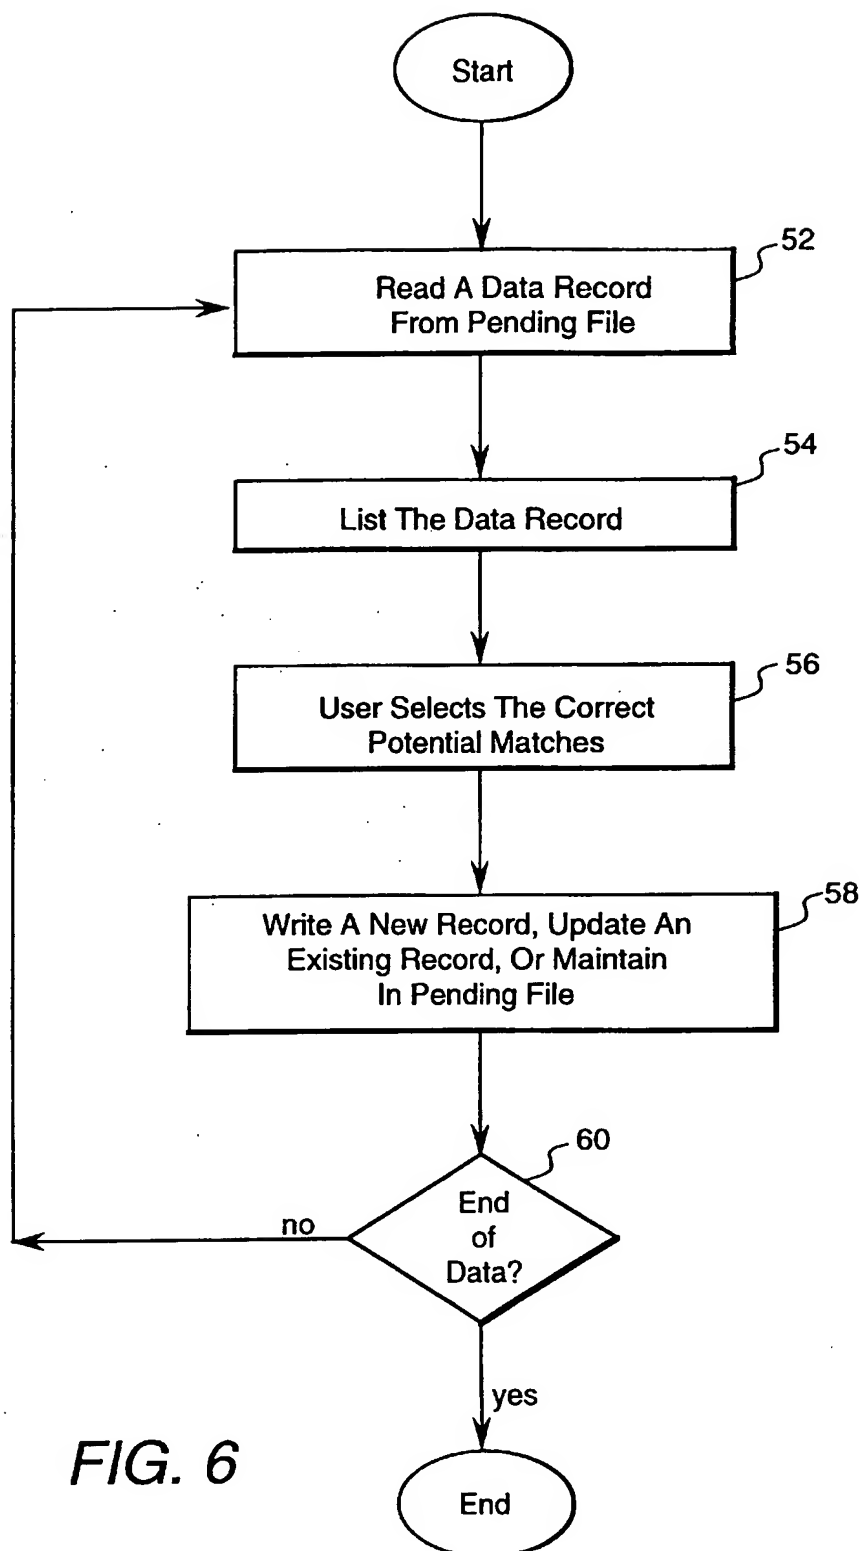 Start
52
Read A Data Record
From Pending File
54
List The Data Record
56
User Selects The Correct
Potential Matches
58
Write A New Record, Update An
Existing Record, Or Maintain
In Pending File
60
End
of
Data?
no
yes
FIG. 6
End